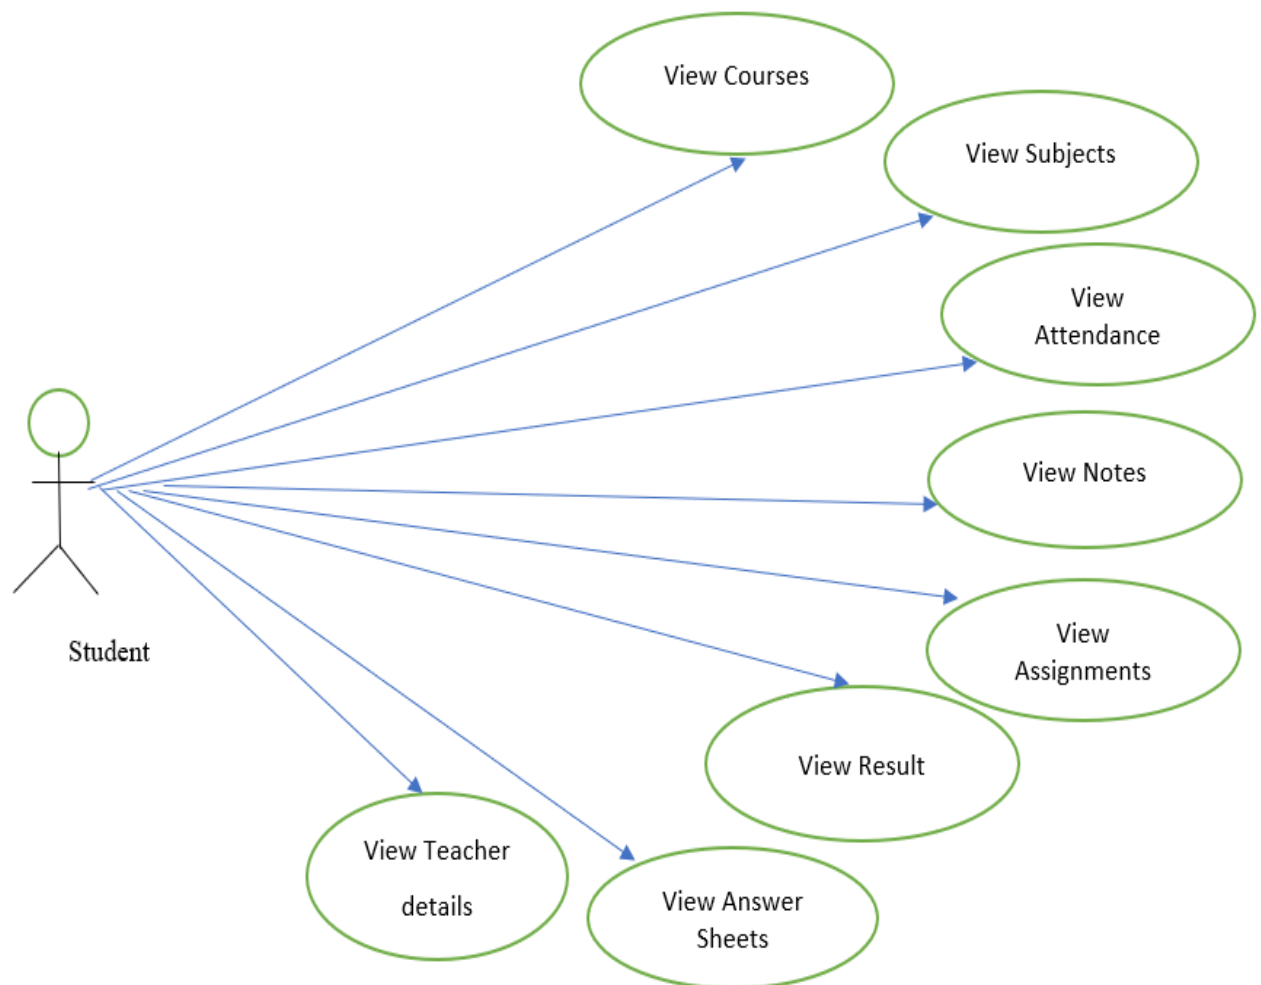 View Courses
View Subjects
View
Attendance
View Notes
View
Assignments
Student
View Result
View Teacher
details
View Answer
Sheets